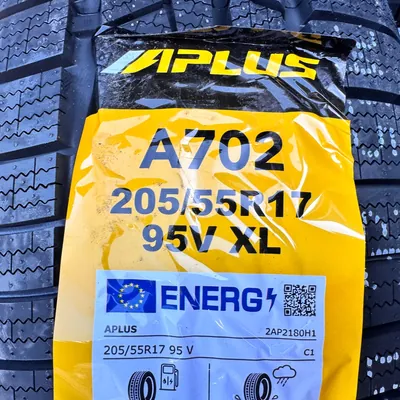 APLUS
A702
205/55R17
95V XL
ENERG
APLUS 2AP2180H1
205/55R17 95 V C1